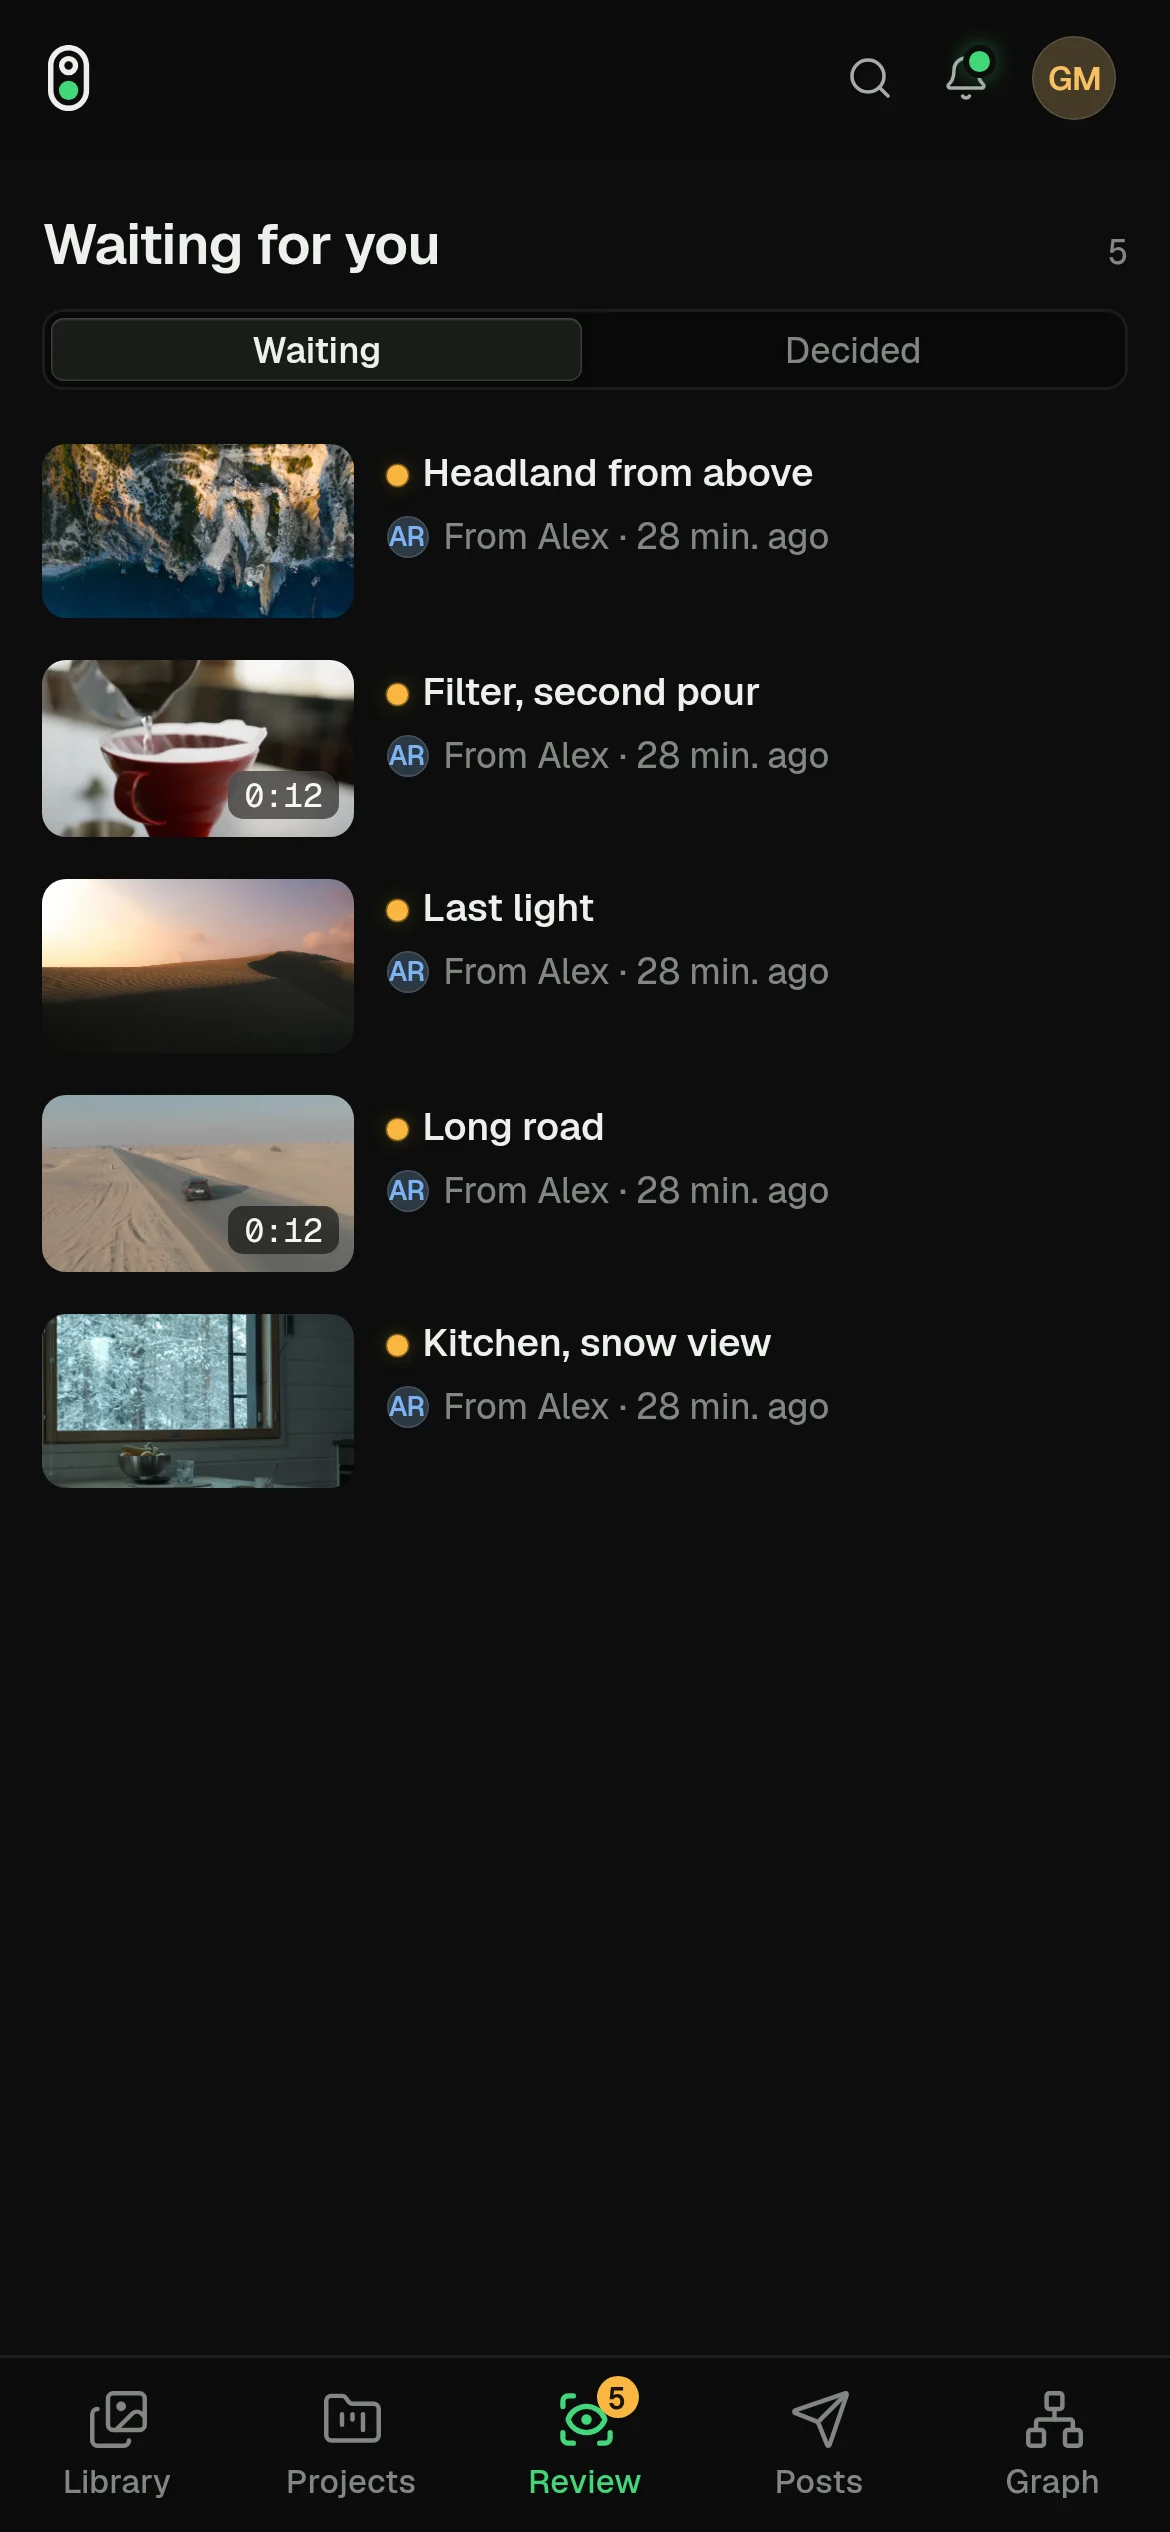 GM
Waiting for you
5
Waiting
Decided
Headland from above
AR From Alex · 28 min. ago
Filter, second pour
AR From Alex · 28 min. ago
0:12
Last light
AR From Alex · 28 min. ago
Long road
AR From Alex · 28 min. ago
0:12
Kitchen, snow view
AR From Alex · 28 min. ago
5
Library
Projects
Review
Posts
Graph